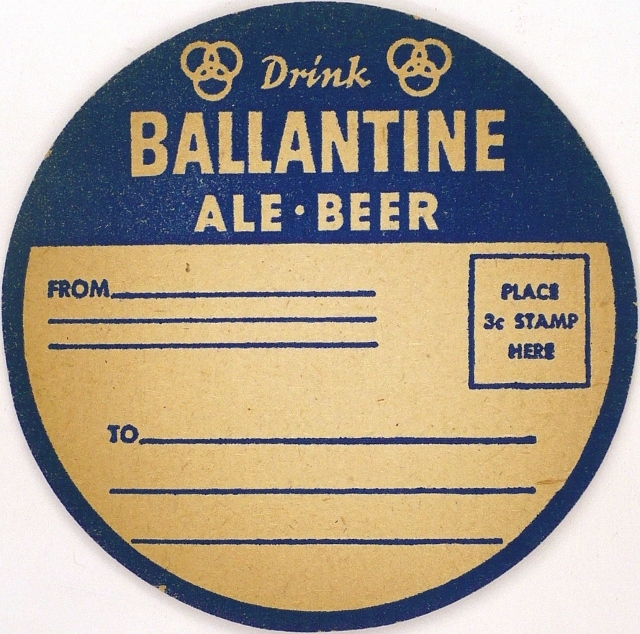 Drink
BALLANTINE
ALE · BEER
FROM
PLACE
3c STAMP
HERE
TO